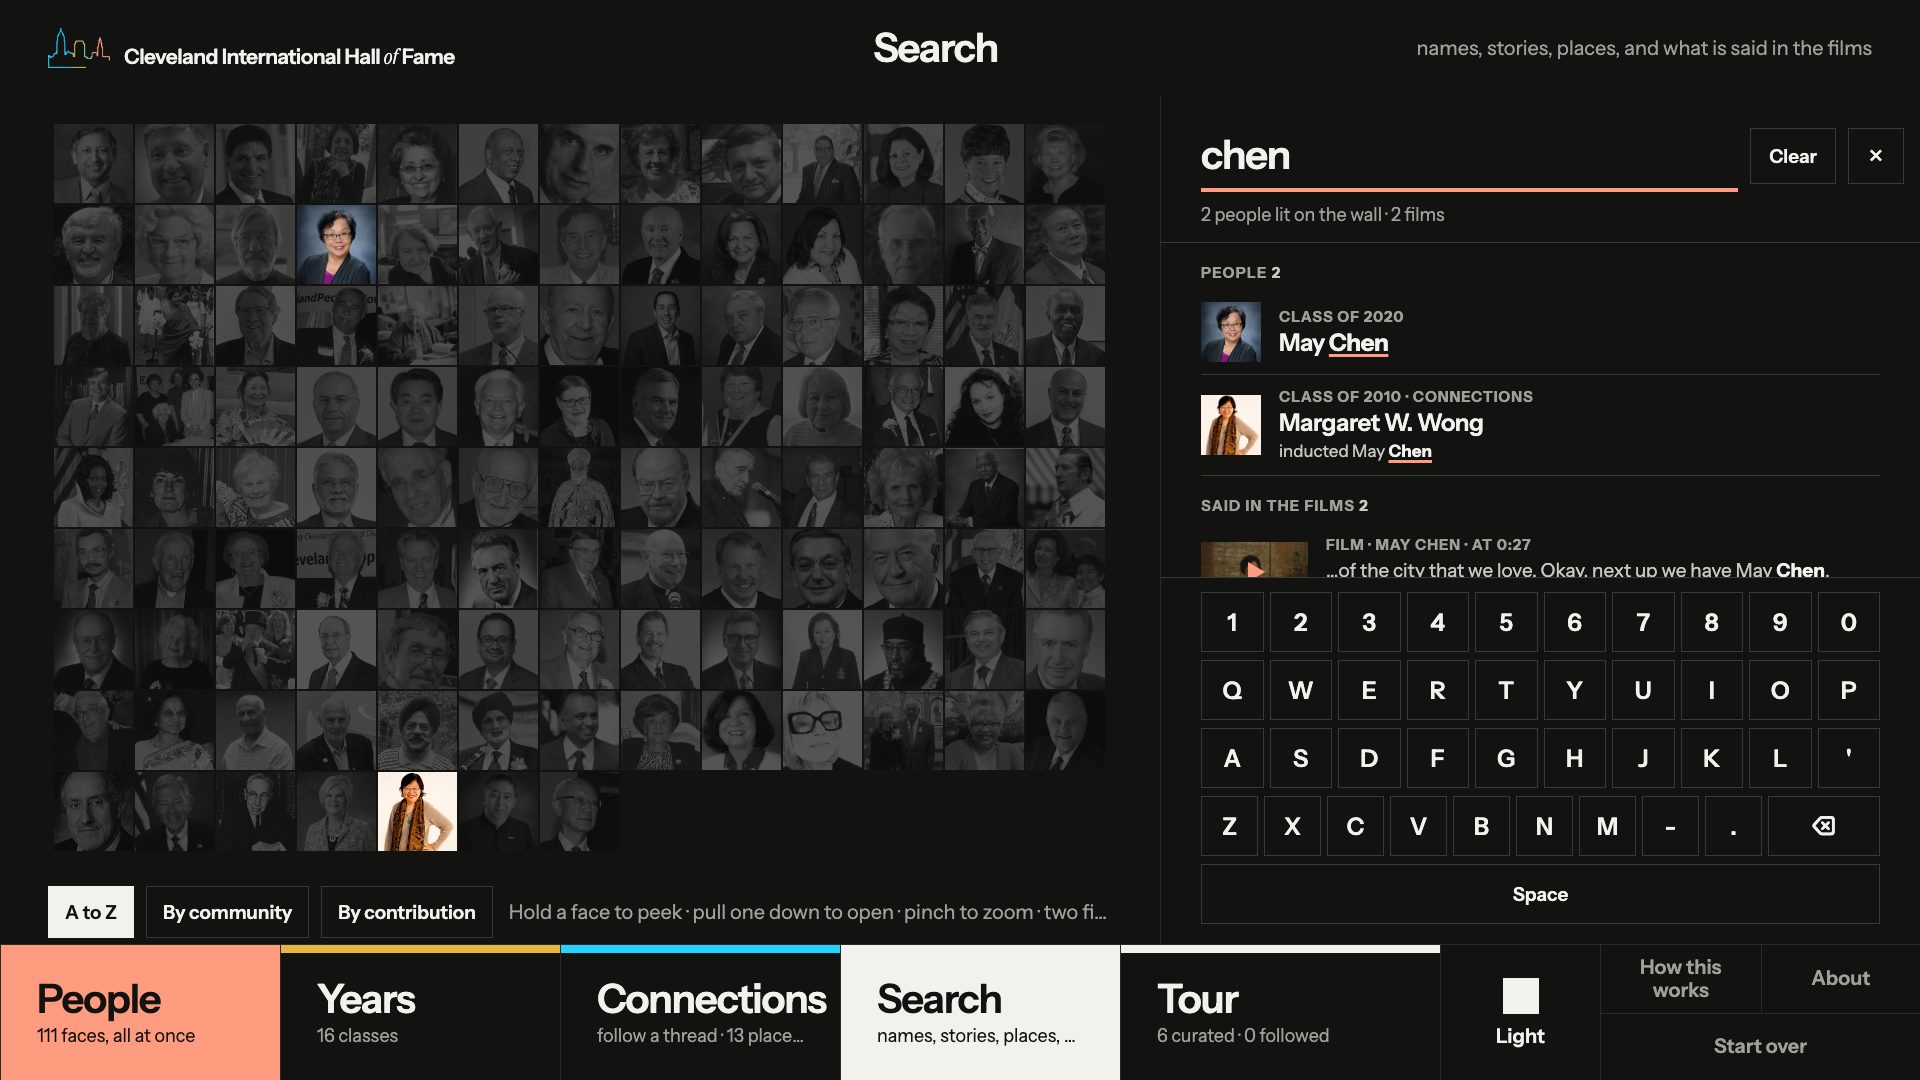 Cleveland International Hall of Fame
Search
names, stories, places, and what is said in the films
chen
Clear
×
2 people lit on the wall · 2 films
PEOPLE 2
CLASS OF 2020
May Chen
CLASS OF 2010 · CONNECTIONS
Margaret W. Wong
inducted May Chen
SAID IN THE FILMS 2
FILM · MAY CHEN · AT 0:27
...of the city that we love. Okay, next up we have May Chen.
1 2 3 4 5 6 7 8 9 0
Q W E R T Y U I O P
A S D F G H J K L '
Z X C V B N M - .
Space
A to Z
By community
By contribution
Hold a face to peek · pull one down to open · pinch to zoom · two fi...
People
111 faces, all at once
Years
16 classes
Connections
follow a thread · 13 place...
Search
names, stories, places, ...
Tour
6 curated · 0 followed
Light
How this
works
About
Start over